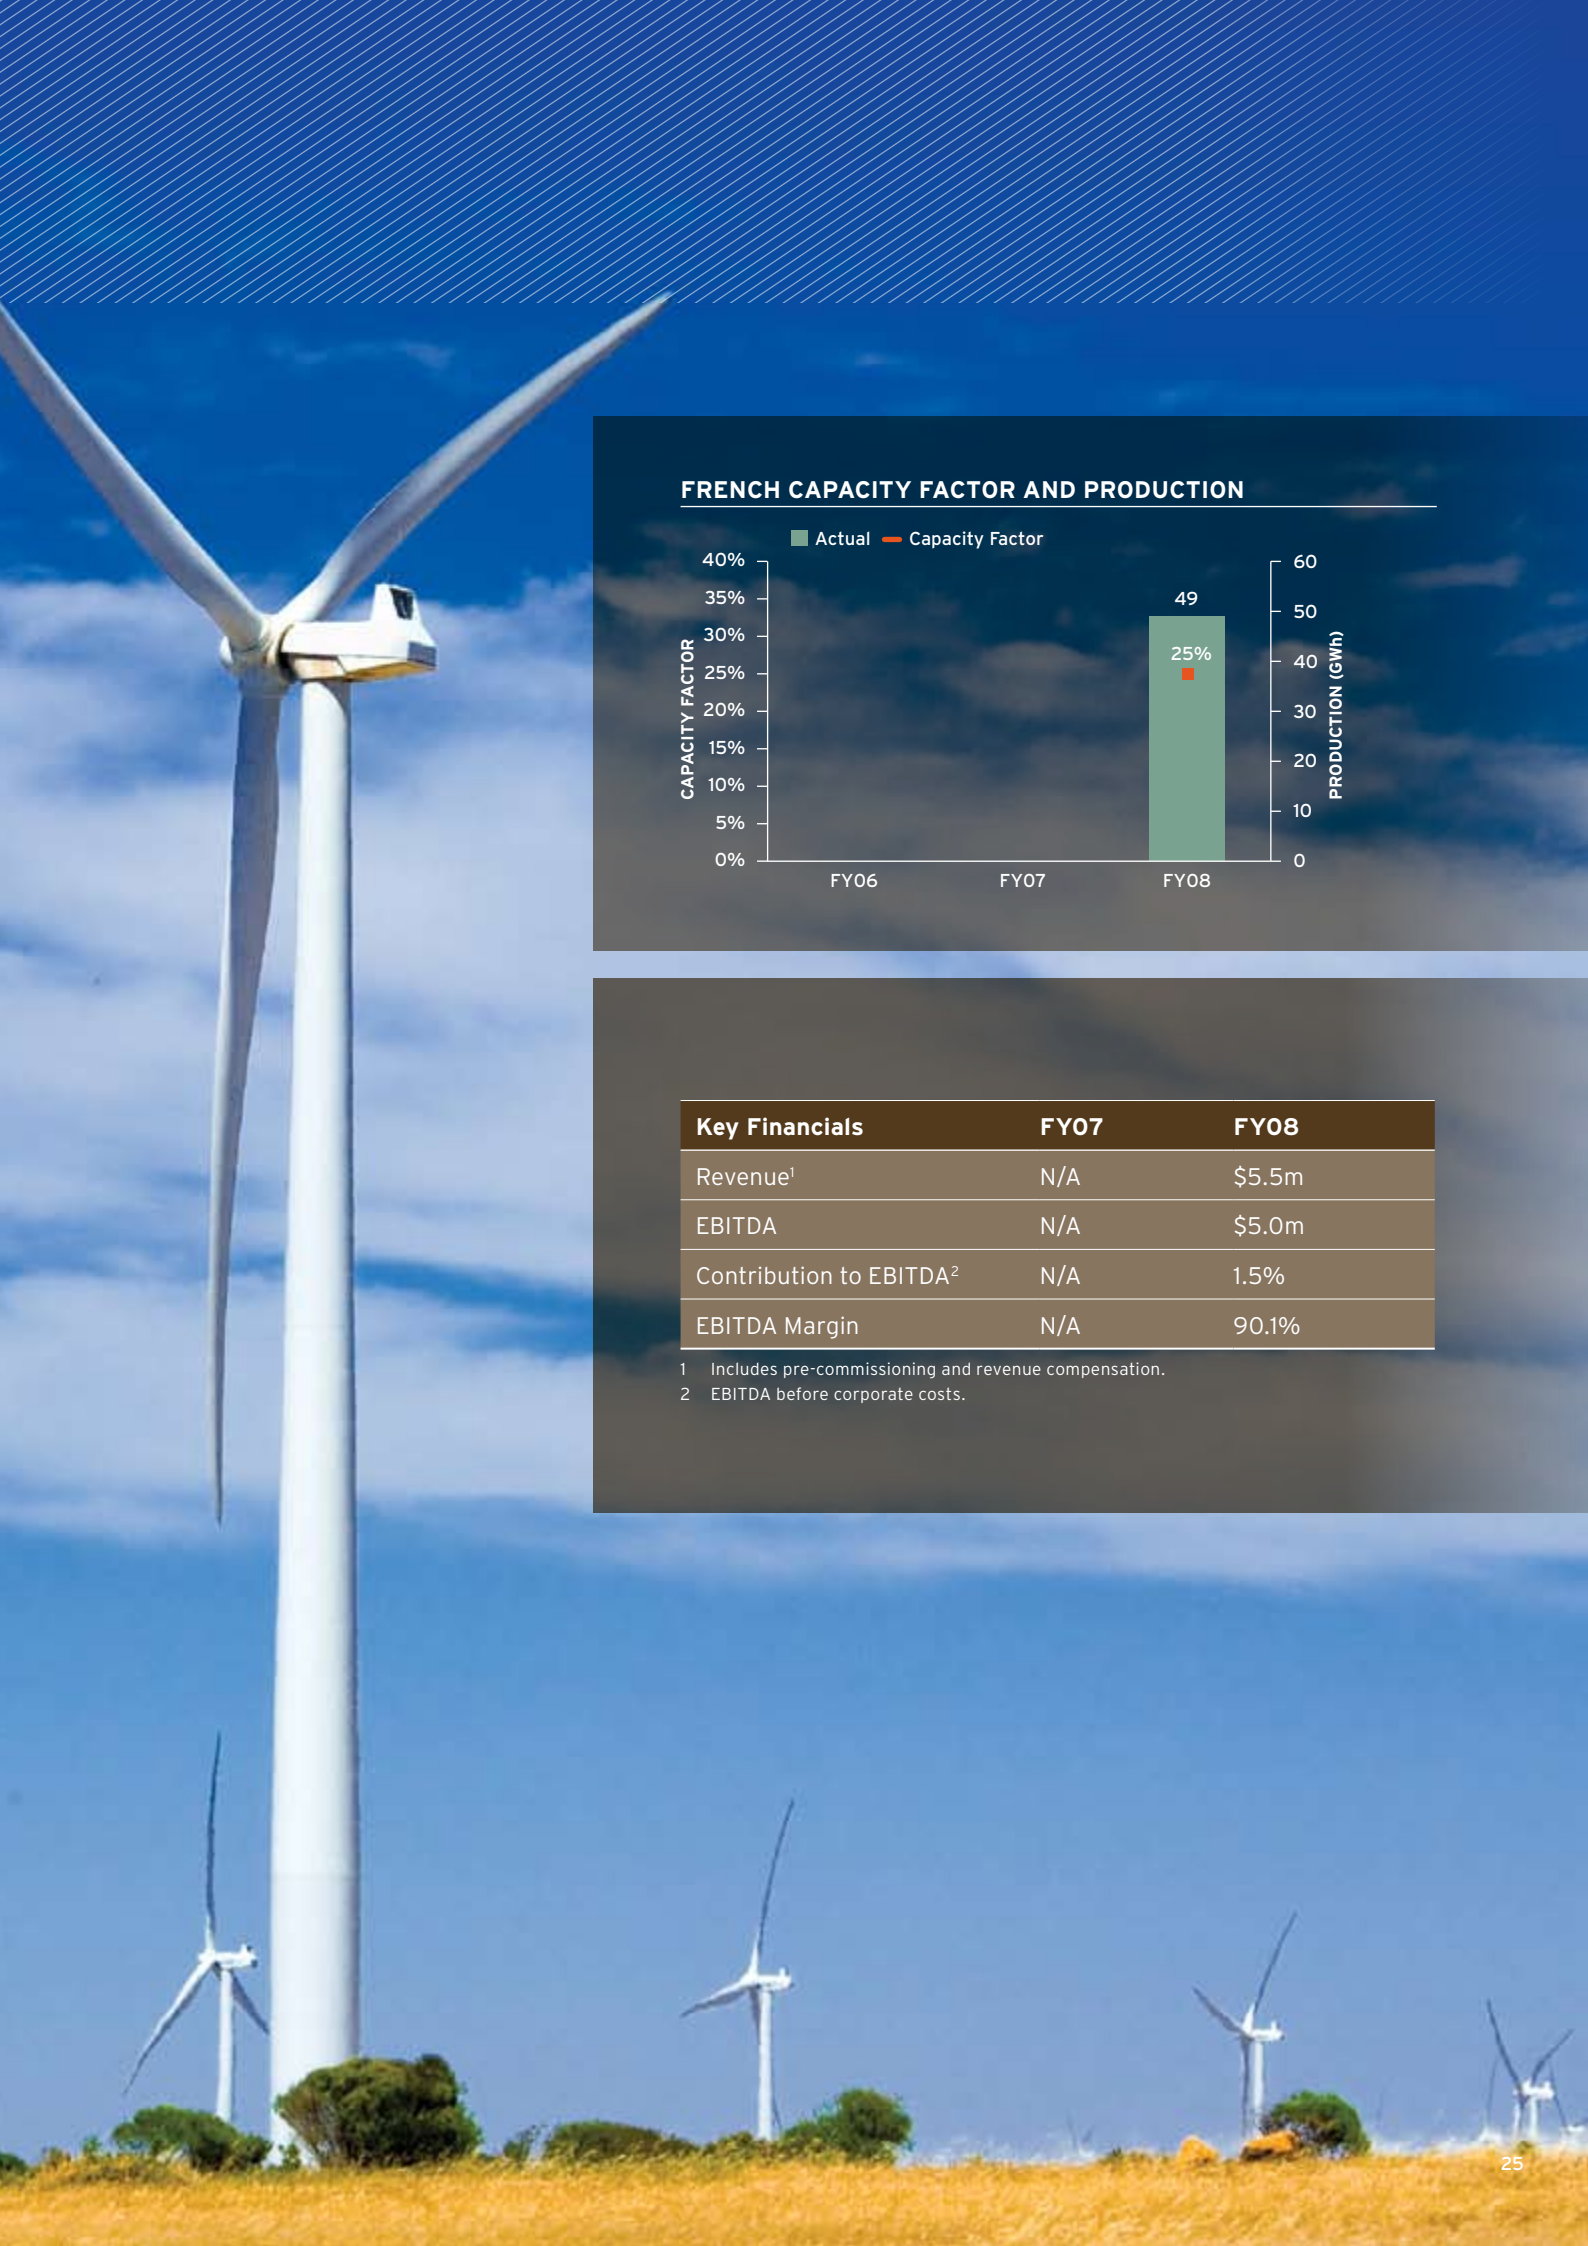 FRENCH CAPACITY FACTOR AND PRODUCTION
Actual Capacity Factor
CAPACITY FACTOR
40%
35%
30%
25%
20%
15%
10%
5%
0%
49
25%
60
50
40
30
20
10
0
PRODUCTION (GWh)
FY06 FY07 FY08
Key Financials FY07 FY08
Revenue¹ N/A $5.5m
EBITDA N/A $5.0m
Contribution to EBITDA² N/A 1.5%
EBITDA Margin N/A 90.1%
1 Includes pre-commissioning and revenue compensation.
2 EBITDA before corporate costs.
25